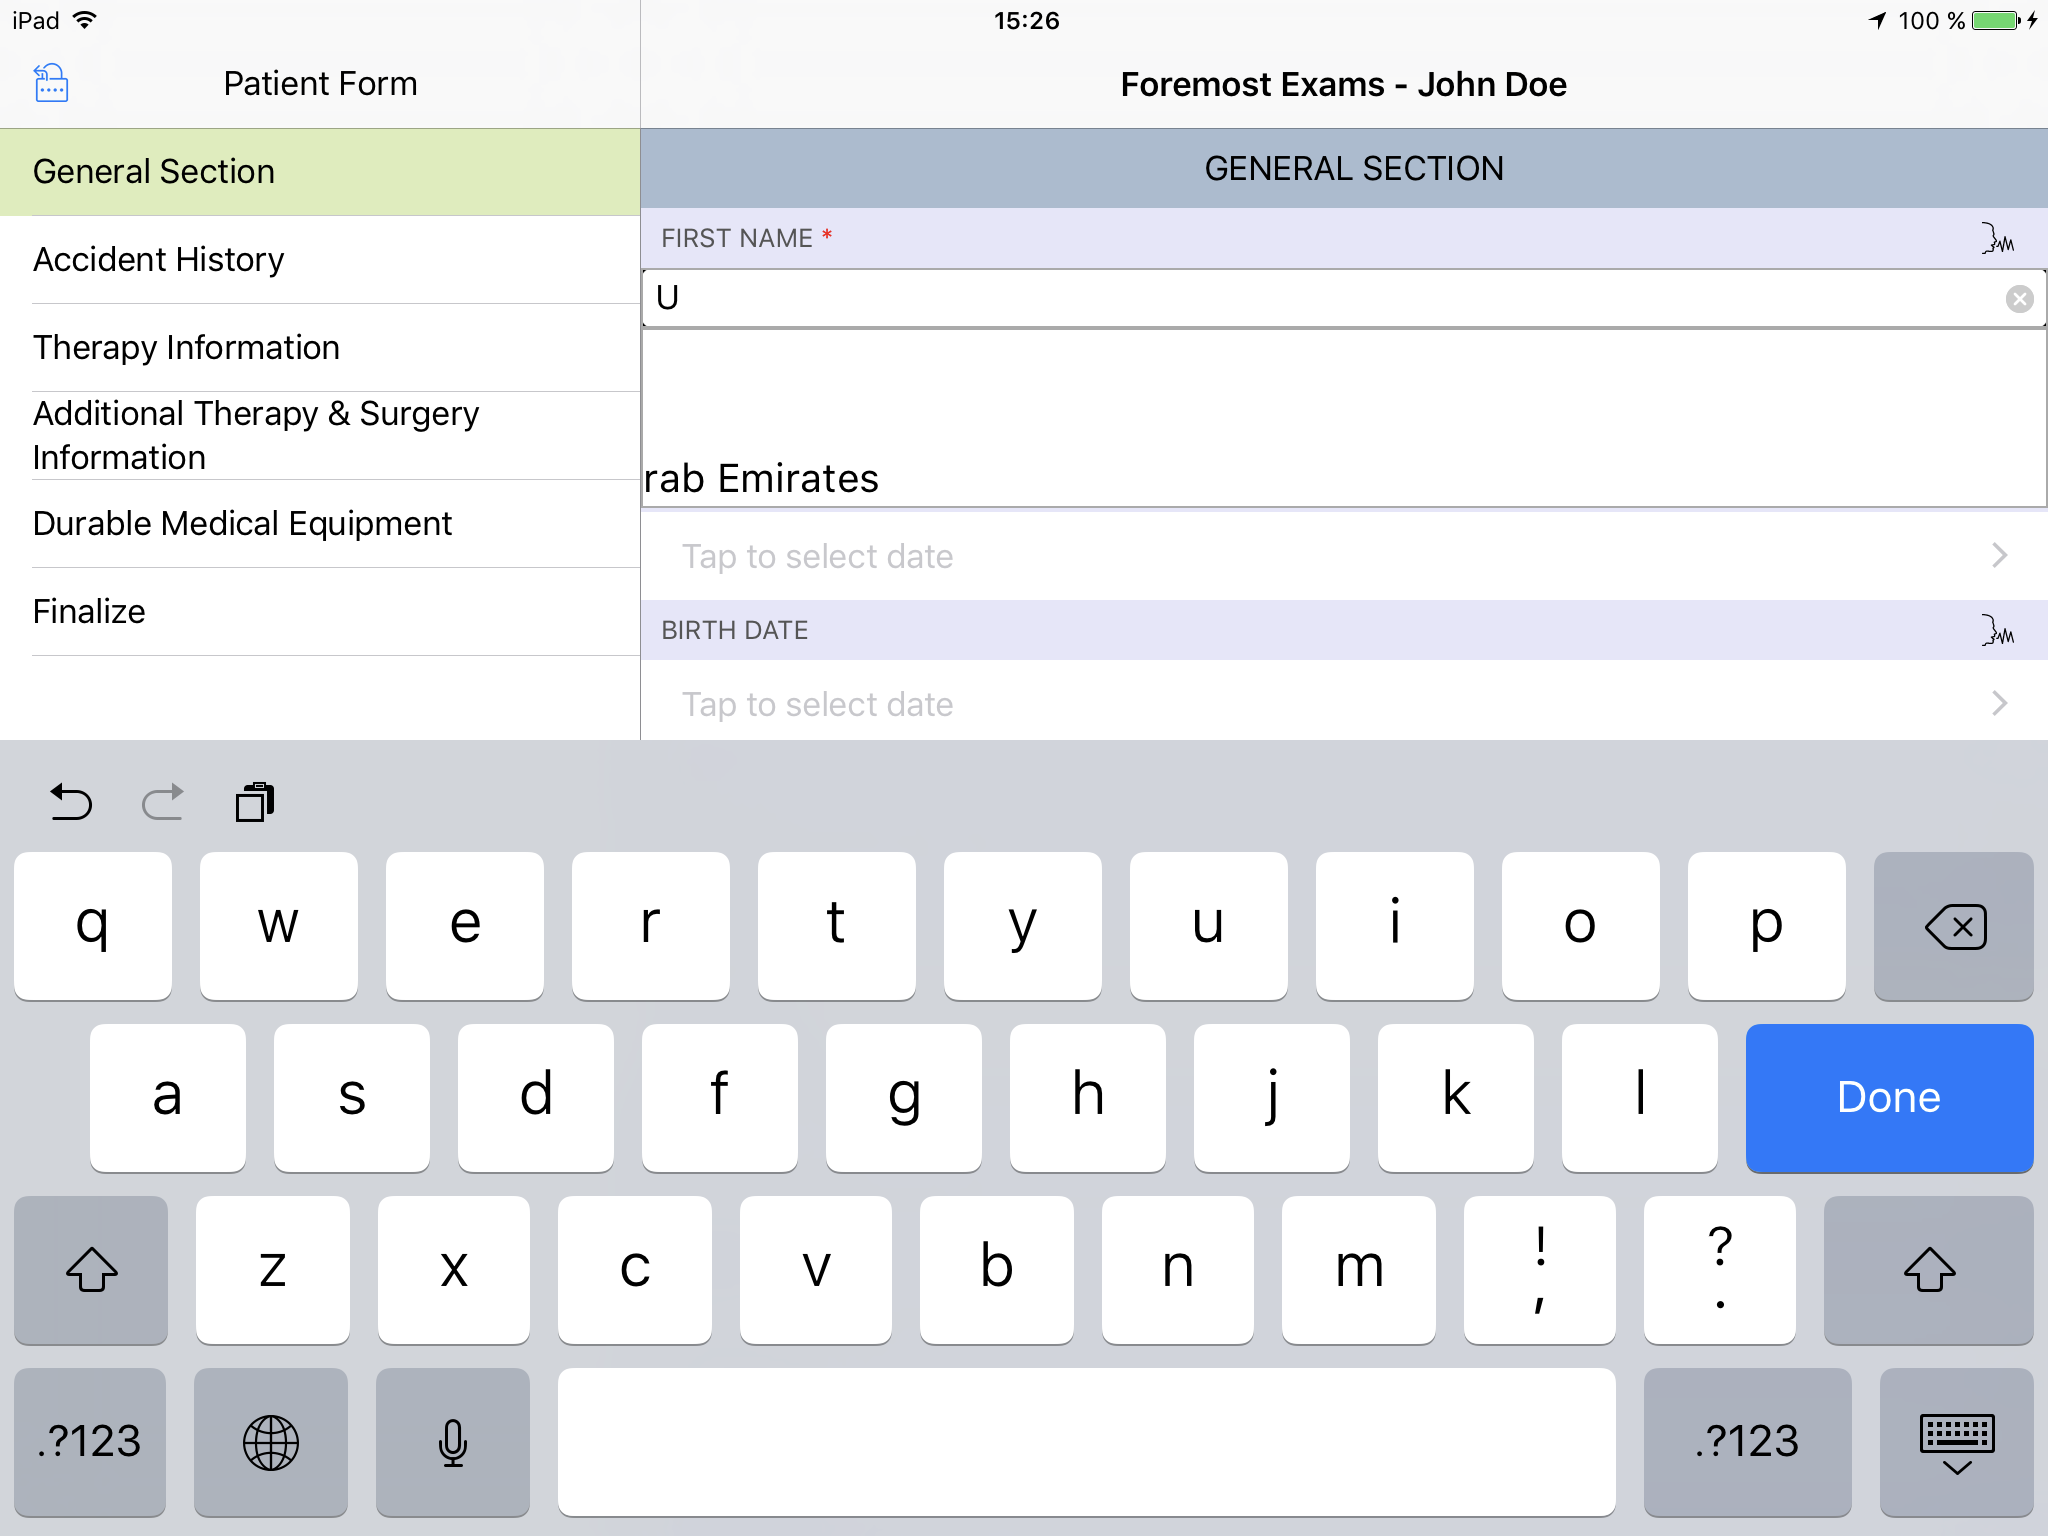 iPad 15:26 100 %
Patient Form
Foremost Exams - John Doe
General Section
Accident History
Therapy Information
Additional Therapy & Surgery
Information
Durable Medical Equipment
Finalize
GENERAL SECTION
FIRST NAME *
U
rab Emirates
Tap to select date
BIRTH DATE
Tap to select date
q w e r t y u i o p
a s d f g h j k l Done
z x c v b n m ! , ? .
.?123 .?123